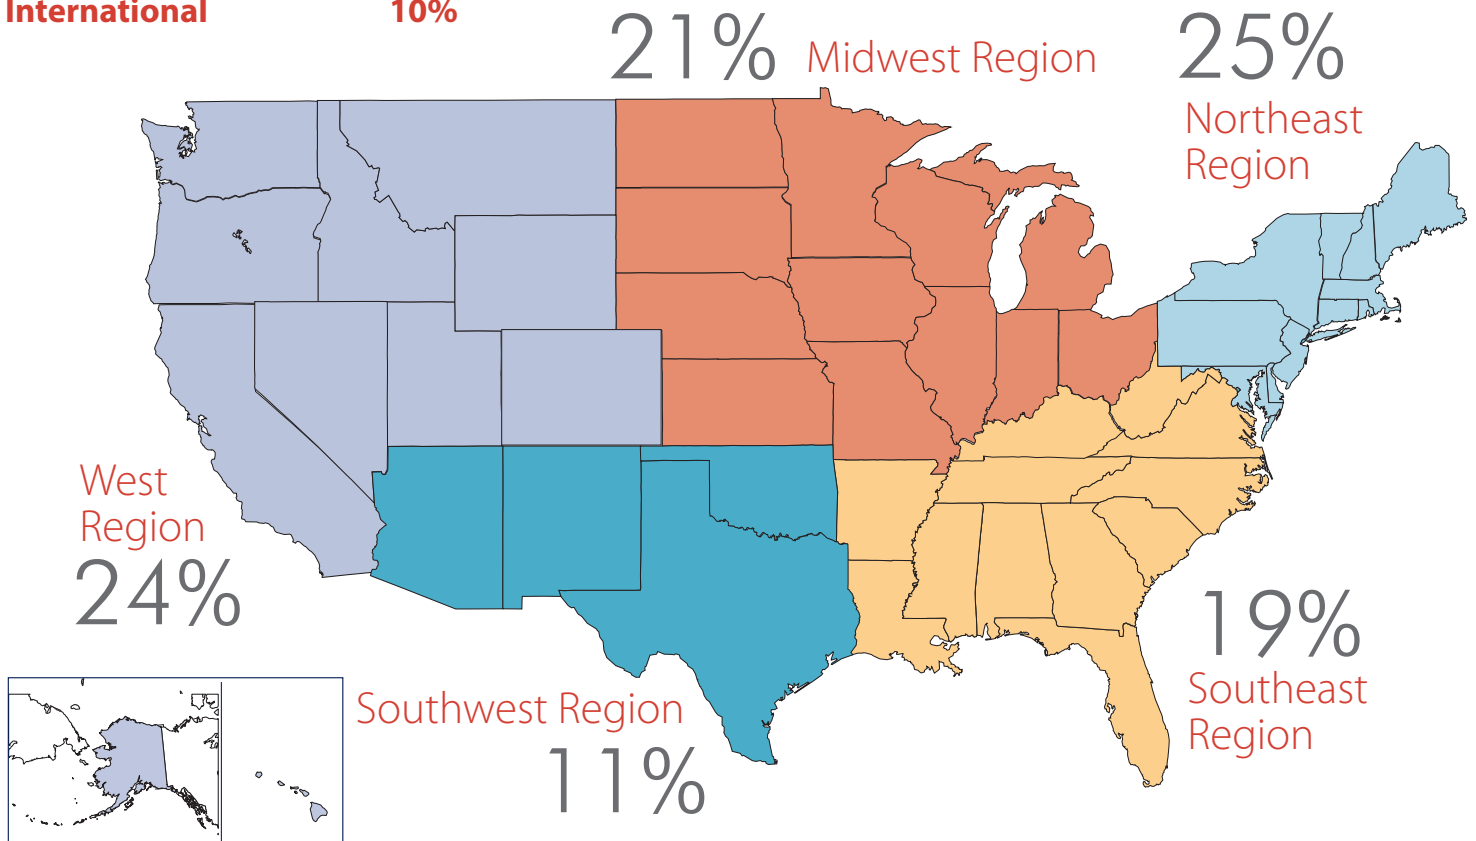 International 10%
21% Midwest Region
25%
Northeast
Region
West
Region
24%
19%
Southeast
Region
Southwest Region
11%